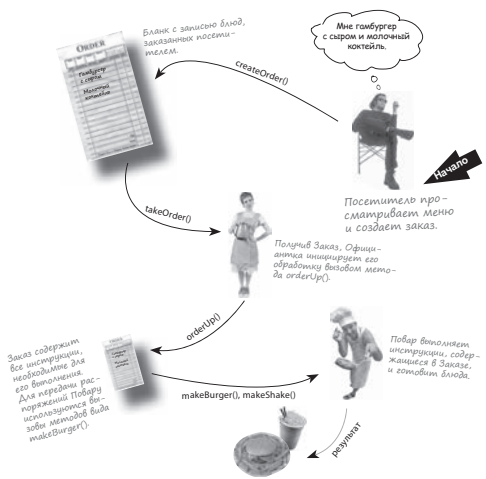 Мне гамбургер
с сыром и молочный
коктейль.
Бланк с записью блюд,
заказанных посети-
телем.
ORDER
Гамбургер
с сыром
Молочный
коктейль
createOrder()
Начало
Посетитель про-
сматривает меню
и создает заказ.
takeOrder()
Получив Заказ, Офици-
антка инициирует его
обработку вызовом мето-
да orderUp().
orderUp()
Заказ содержит
все инструкции,
необходимые для
его выполнения.
Для передачи рас-
поряжений Повару
используются вы-
зовы методов вида
makeBurger().
makeBurger(), makeShake()
Повар выполняет
инструкции, содер-
жащиеся в Заказе,
и готовит блюда.
результат